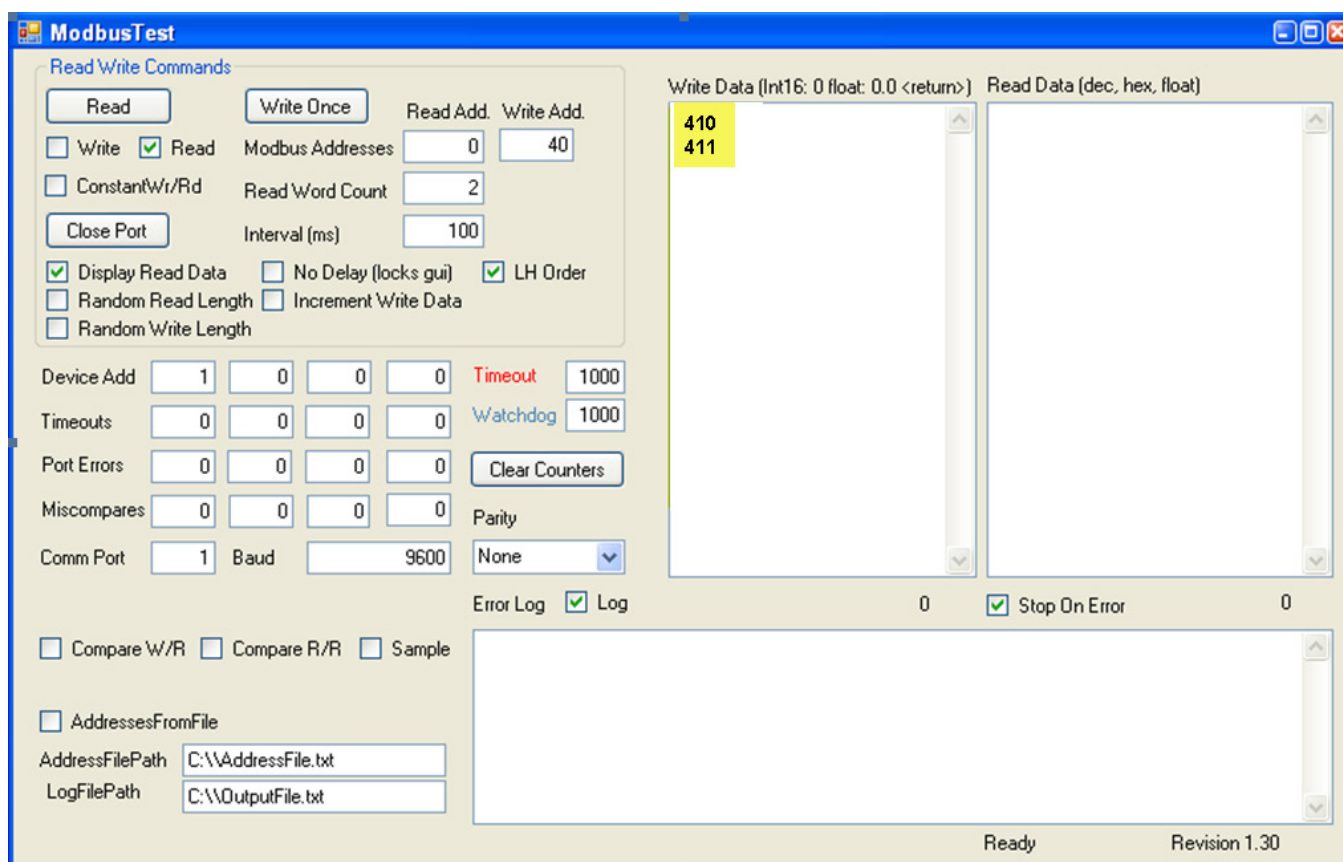 ModbusTest
Read Write Commands
Read
Write Once
Read Add. Write Add.
Write Read
Modbus Addresses 0 40
ConstantWr/Rd
Read Word Count 2
Close Port
Interval (ms) 100
Display Read Data No Delay (locks gui) LH Order
Random Read Length Increment Write Data
Random Write Length
Write Data (Int16: 0 float: 0.0 <return>) Read Data (dec, hex, float)
410
411
Device Add 1 0 0 0 Timeout 1000
Timeouts 0 0 0 0 Watchdog 1000
Port Errors 0 0 0 0 Clear Counters
Miscompares 0 0 0 0 Parity
Comm Port 1 Baud 9600 None
Error Log Log 0 Stop On Error 0
Compare W/R Compare R/R Sample
AddressesFromFile
AddressFilePath C:\\AddressFile.txt
LogFilePath C:\\OutputFile.txt
Ready Revision 1.30